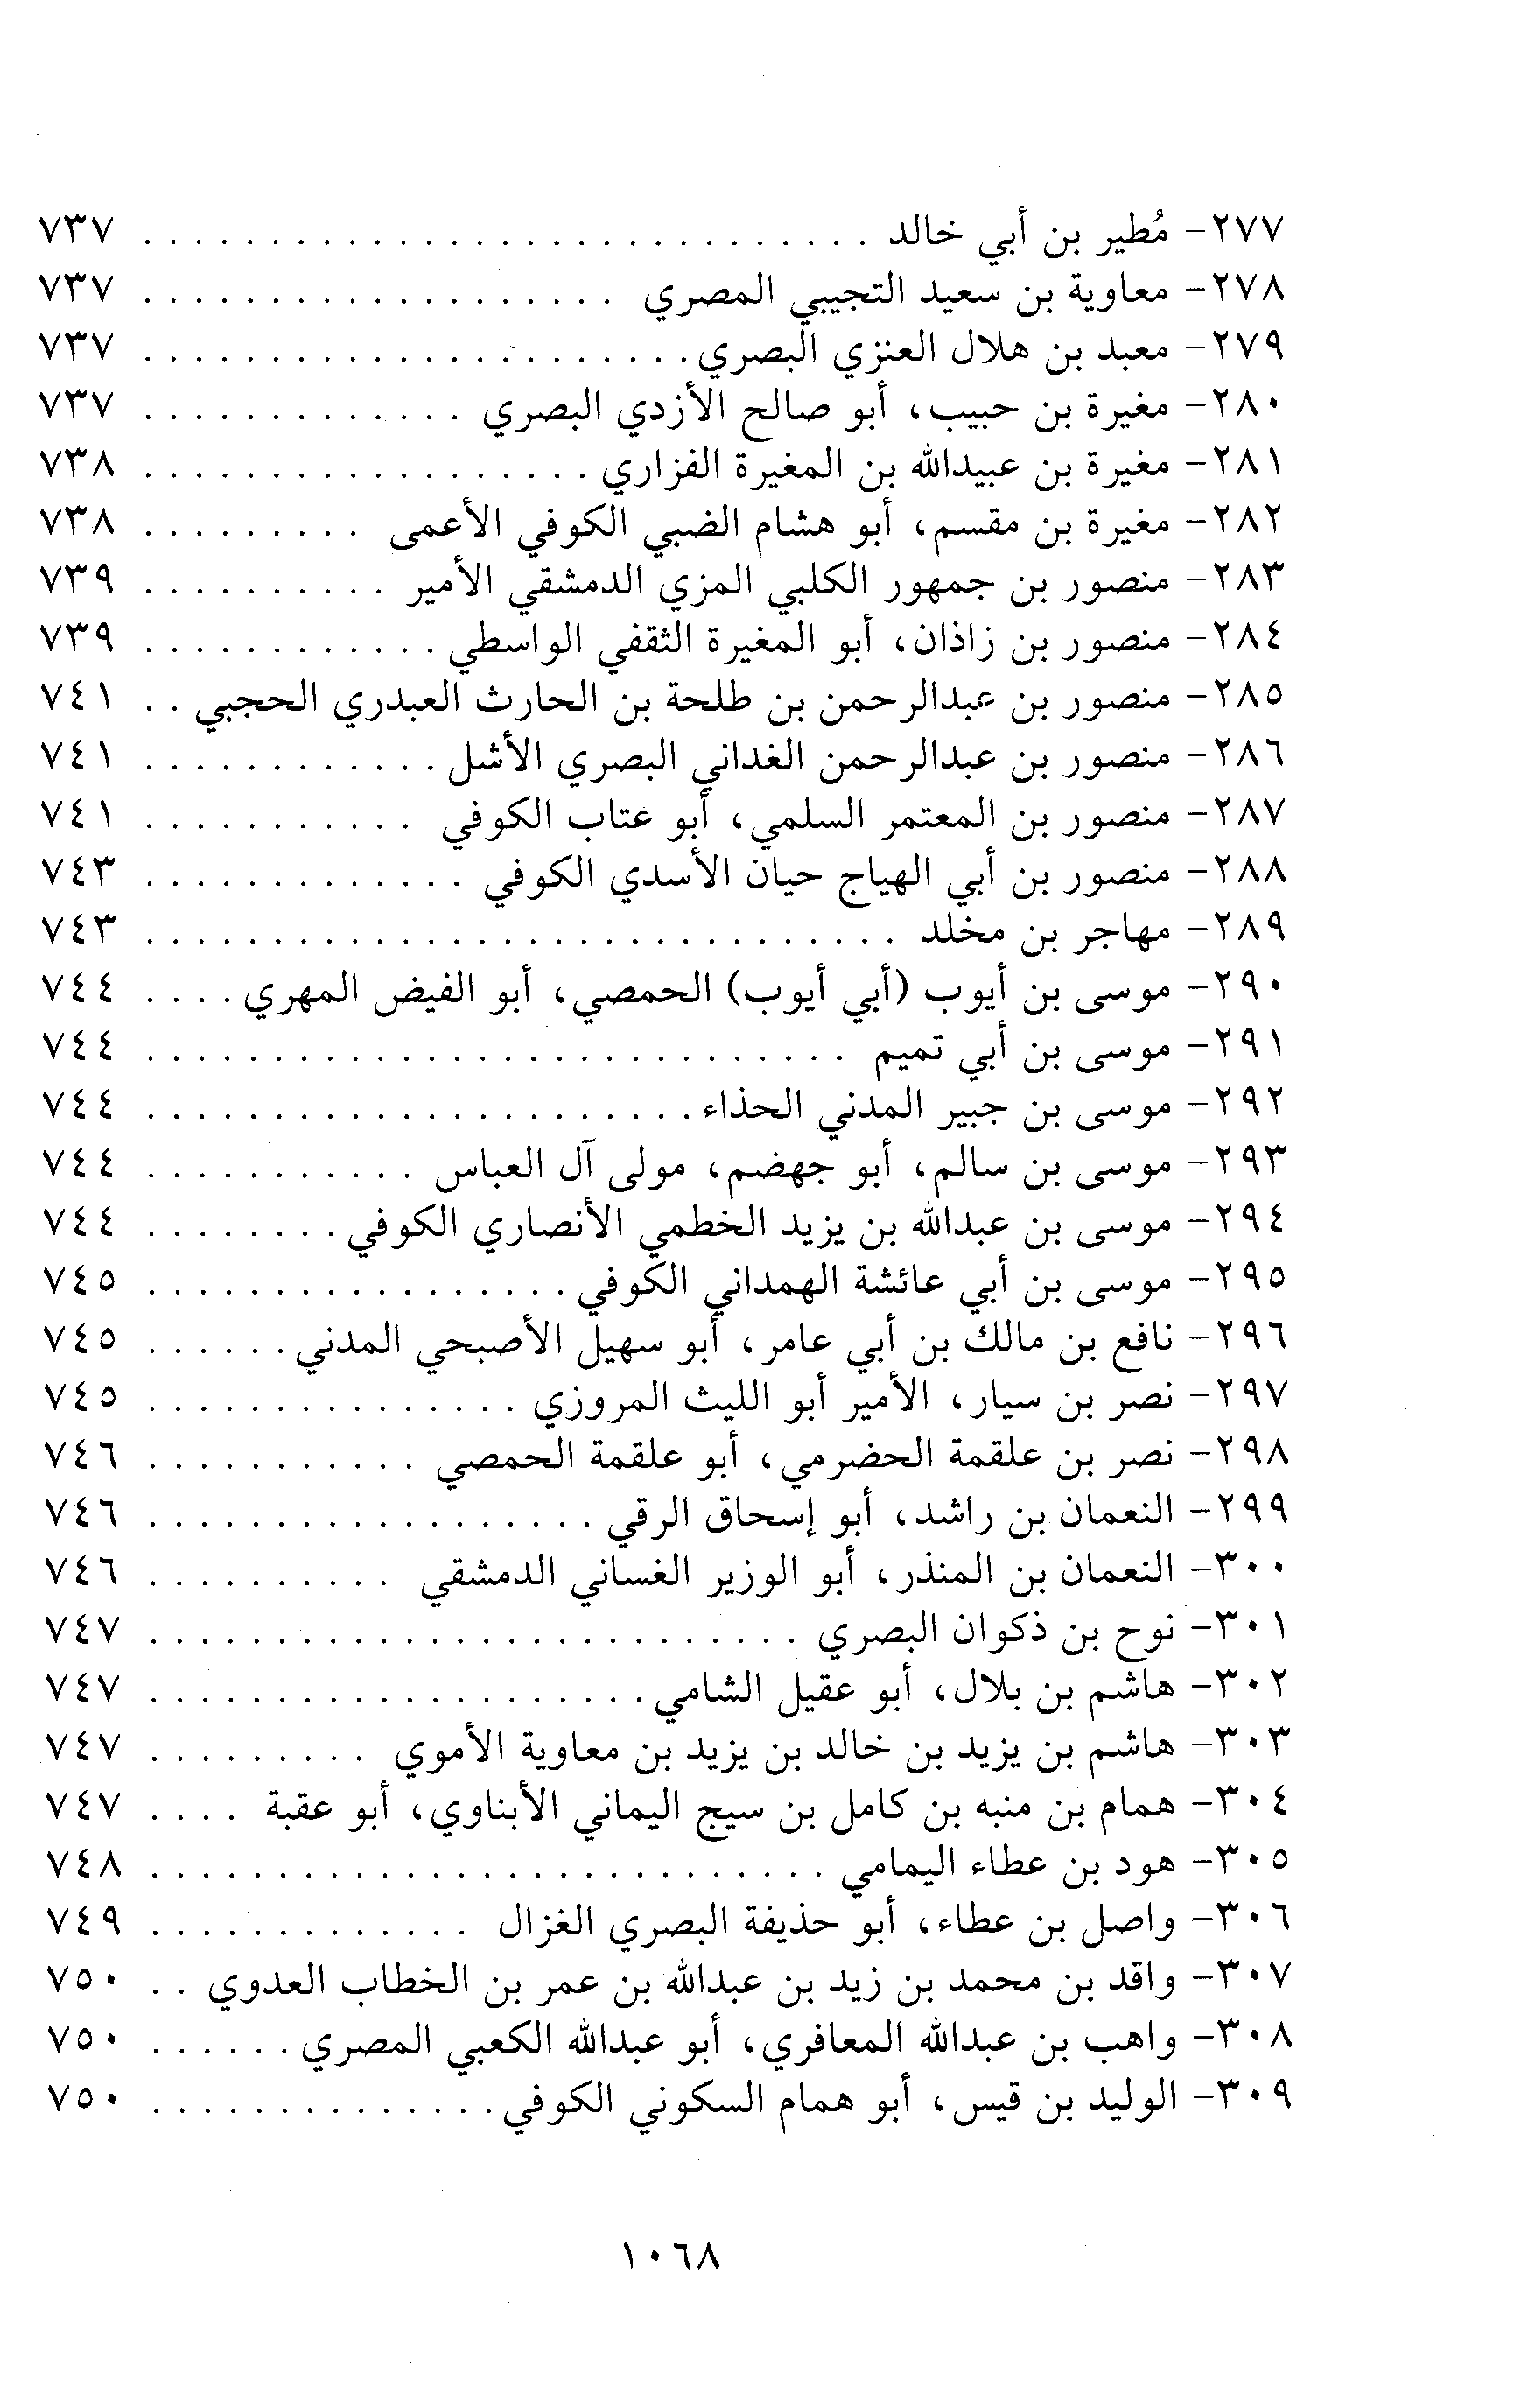 ٢٧٧- مُطير بن أبي خالد . . . . . . . . . . . . . . . . . . . . . . . . . . . . . ٧٣٧
٢٧٨- معاوية بن سعيد التجيبي المصري . . . . . . . . . . . . . . . . . . . ٧٣٧
٢٧٩- معبد بن هلال العنزي البصري . . . . . . . . . . . . . . . . . . . . . . ٧٣٧
٢٨٠- مغيرة بن حبيب، أبو صالح الأزدي البصري . . . . . . . . . . . . . ٧٣٧
٢٨١- مغيرة بن عبيدالله بن المغيرة الفزاري . . . . . . . . . . . . . . . . . . ٧٣٨
٢٨٢- مغيرة بن مقسم، أبو هشام الضبي الكوفي الأعمى . . . . . . . . . ٧٣٨
٢٨٣- منصور بن جمهور الكلبي المزي الدمشقي الأمير . . . . . . . . . . ٧٣٩
٢٨٤- منصور بن زاذان، أبو المغيرة الثقفي الواسطي . . . . . . . . . . . . ٧٣٩
٢٨٥- منصور بن عبدالرحمن بن طلحة بن الحارث العبدري الحجبي . . ٧٤١
٢٨٦- منصور بن عبدالرحمن الغداني البصري الأشل . . . . . . . . . . . . ٧٤١
٢٨٧- منصور بن المعتمر السلمي، أبو عتاب الكوفي . . . . . . . . . . . ٧٤١
٢٨٨- منصور بن أبي الهياج حيان الأسدي الكوفي . . . . . . . . . . . . . ٧٤٣
٢٨٩- مهاجر بن مخلد . . . . . . . . . . . . . . . . . . . . . . . . . . . . . . ٧٤٣
٢٩٠- موسى بن أيوب (أبي أيوب) الحمصي، أبو الفيض المهري . . . . ٧٤٤
٢٩١- موسى بن أبي تميم . . . . . . . . . . . . . . . . . . . . . . . . . . . . ٧٤٤
٢٩٢- موسى بن جبير المدني الحذاء . . . . . . . . . . . . . . . . . . . . . . ٧٤٤
٢٩٣- موسى بن سالم، أبو جهضم، مولى آل العباس . . . . . . . . . . . ٧٤٤
٢٩٤- موسى بن عبدالله بن يزيد الخطمي الأنصاري الكوفي . . . . . . . . ٧٤٤
٢٩٥- موسى بن أبي عائشة الهمداني الكوفي . . . . . . . . . . . . . . . . . ٧٤٥
٢٩٦- نافع بن مالك بن أبي عامر، أبو سهيل الأصبحي المدني . . . . . . ٧٤٥
٢٩٧- نصر بن سيار، الأمير أبو الليث المروزي . . . . . . . . . . . . . . . ٧٤٥
٢٩٨- نصر بن علقمة الحضرمي، أبو علقمة الحمصي . . . . . . . . . . . ٧٤٦
٢٩٩- النعمان بن راشد، أبو إسحاق الرقي . . . . . . . . . . . . . . . . . . ٧٤٦
٣٠٠- النعمان بن المنذر، أبو الوزير الغساني الدمشقي . . . . . . . . . . ٧٤٦
٣٠١- نوح بن ذكوان البصري . . . . . . . . . . . . . . . . . . . . . . . . . . ٧٤٧
٣٠٢- هاشم بن بلال، أبو عقيل الشامي . . . . . . . . . . . . . . . . . . . . ٧٤٧
٣٠٣- هاشم بن يزيد بن خالد بن يزيد بن معاوية الأموي . . . . . . . . . ٧٤٧
٣٠٤- همام بن منبه بن كامل بن سيج اليماني الأبناوي، أبو عقبة . . . . ٧٤٧
٣٠٥- هود بن عطاء اليمامي . . . . . . . . . . . . . . . . . . . . . . . . . . . ٧٤٨
٣٠٦- واصل بن عطاء، أبو حذيفة البصري الغزال . . . . . . . . . . . . . ٧٤٩
٣٠٧- واقد بن محمد بن زيد بن عبدالله بن عمر بن الخطاب العدوي . . ٧٥٠
٣٠٨- واهب بن عبدالله المعافري، أبو عبدالله الكعبي المصري . . . . . . ٧٥٠
٣٠٩- الوليد بن قيس، أبو همام السكوني الكوفي . . . . . . . . . . . . . . ٧٥٠
١٠٦٨